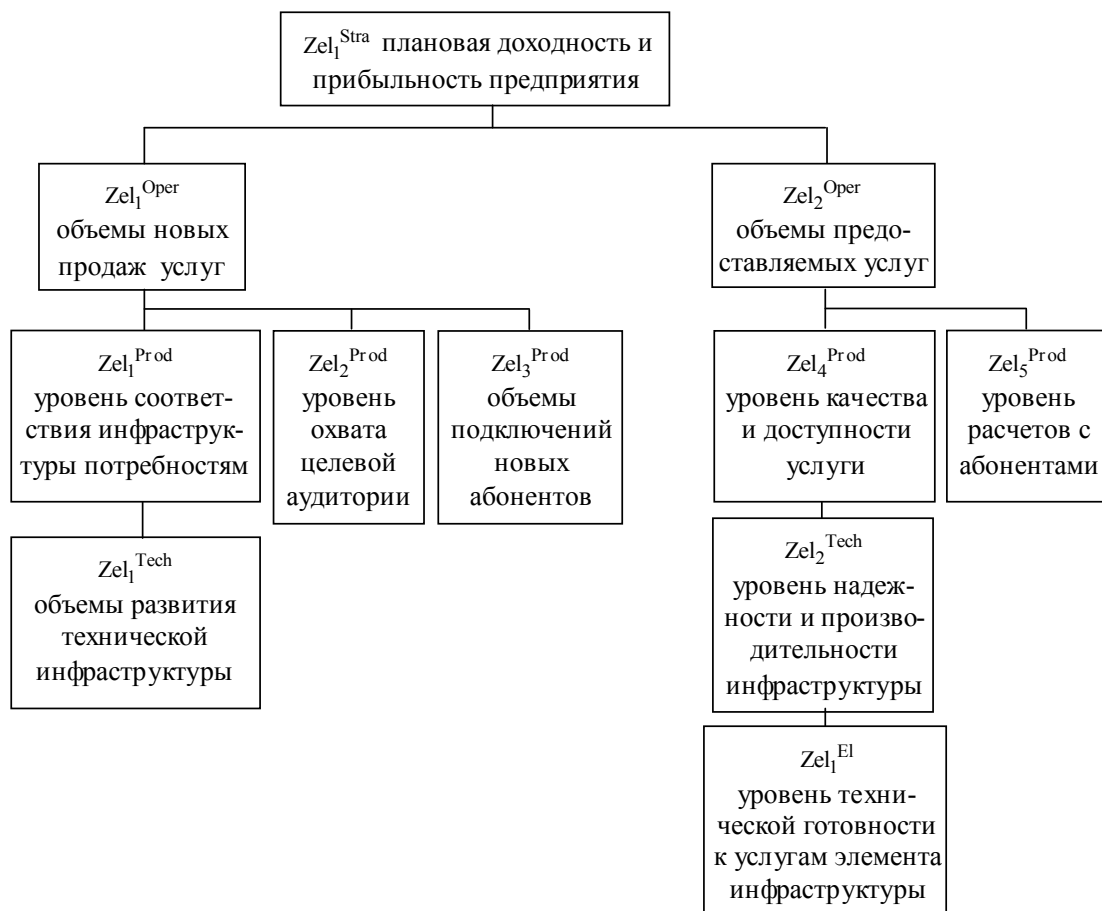 Zel₁ˢᵗʳᵃ плановая доходность и
прибыльность предприятия
Zel₁ᴼᵖᵉʳ
объемы новых
продаж услуг
Zel₂ᴼᵖᵉʳ
объемы предо-
ставляемых услуг
Zel₁ᴾʳᵒᵈ
уровень соответ-
ствия инфраструк-
туры потребностям
Zel₂ᴾʳᵒᵈ
уровень
охвата
целевой
аудитории
Zel₃ᴾʳᵒᵈ
объемы
подключений
новых
абонентов
Zel₄ᴾʳᵒᵈ
уровень качества
и доступности
услуги
Zel₅ᴾʳᵒᵈ
уровень
расчетов с
абонентами
Zel₁ᵀᵉᶜʰ
объемы развития
технической
инфраструктуры
Zel₂ᵀᵉᶜʰ
уровень надеж-
ности и произво-
дительности
инфраструктуры
Zel₁ᴱˡ
уровень техни-
ческой готовности
к услугам элемента
инфраструктуры